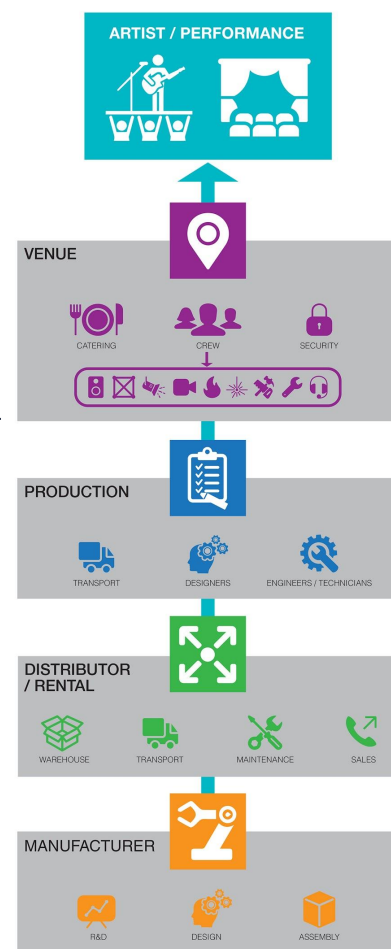 ARTIST / PERFORMANCE
VENUE
CATERING
CREW
SECURITY
PRODUCTION
TRANSPORT
DESIGNERS
ENGINEERS / TECHNICIANS
DISTRIBUTOR
/ RENTAL
WAREHOUSE
TRANSPORT
MAINTENANCE
SALES
MANUFACTURER
R&D
DESIGN
ASSEMBLY